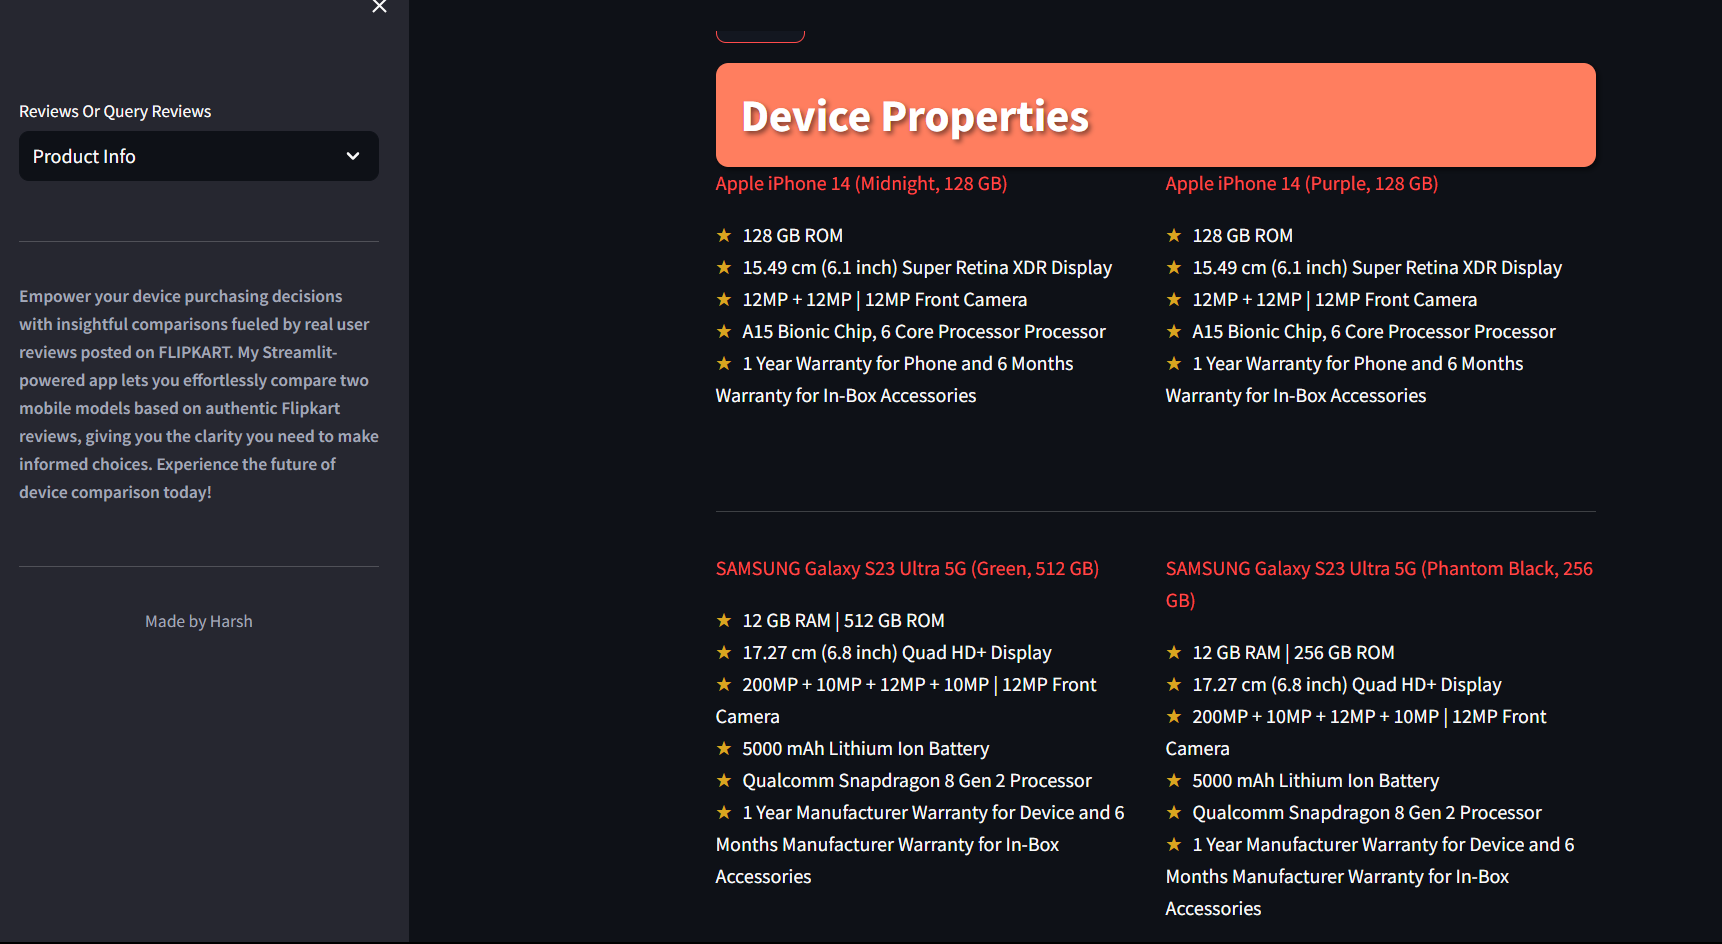 Reviews Or Query Reviews
Product Info
Empower your device purchasing decisions
with insightful comparisons fueled by real user
reviews posted on FLIPKART. My Streamlit-
powered app lets you effortlessly compare two
mobile models based on authentic Flipkart
reviews, giving you the clarity you need to make
informed choices. Experience the future of
device comparison today!
Made by Harsh
Device Properties
Apple iPhone 14 (Midnight, 128 GB)
★ 128 GB ROM
★ 15.49 cm (6.1 inch) Super Retina XDR Display
★ 12MP + 12MP | 12MP Front Camera
★ A15 Bionic Chip, 6 Core Processor Processor
★ 1 Year Warranty for Phone and 6 Months
Warranty for In-Box Accessories
Apple iPhone 14 (Purple, 128 GB)
★ 128 GB ROM
★ 15.49 cm (6.1 inch) Super Retina XDR Display
★ 12MP + 12MP | 12MP Front Camera
★ A15 Bionic Chip, 6 Core Processor Processor
★ 1 Year Warranty for Phone and 6 Months
Warranty for In-Box Accessories
SAMSUNG Galaxy S23 Ultra 5G (Green, 512 GB)
★ 12 GB RAM | 512 GB ROM
★ 17.27 cm (6.8 inch) Quad HD+ Display
★ 200MP + 10MP + 12MP + 10MP | 12MP Front
Camera
★ 5000 mAh Lithium Ion Battery
★ Qualcomm Snapdragon 8 Gen 2 Processor
★ 1 Year Manufacturer Warranty for Device and 6
Months Manufacturer Warranty for In-Box
Accessories
SAMSUNG Galaxy S23 Ultra 5G (Phantom Black, 256
GB)
★ 12 GB RAM | 256 GB ROM
★ 17.27 cm (6.8 inch) Quad HD+ Display
★ 200MP + 10MP + 12MP + 10MP | 12MP Front
Camera
★ 5000 mAh Lithium Ion Battery
★ Qualcomm Snapdragon 8 Gen 2 Processor
★ 1 Year Manufacturer Warranty for Device and 6
Months Manufacturer Warranty for In-Box
Accessories